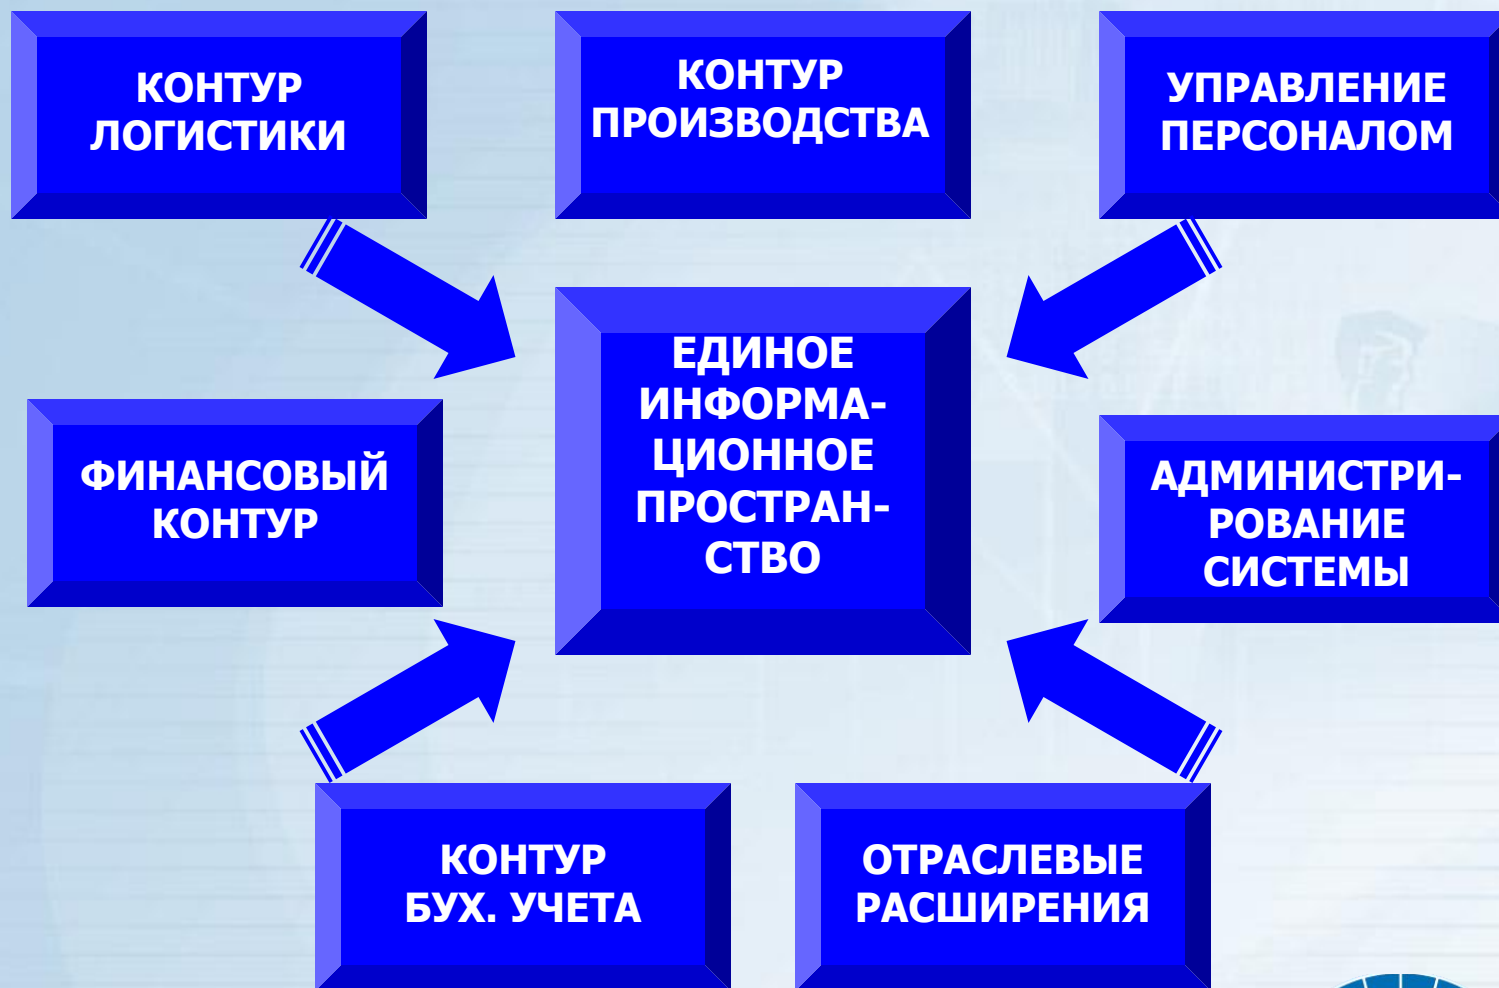 КОНТУР
ЛОГИСТИКИ
КОНТУР
ПРОИЗВОДСТВА
УПРАВЛЕНИЕ
ПЕРСОНАЛОМ
ЕДИНОЕ
ИНФОРМА-
ЦИОННОЕ
ПРОСТРАН-
СТВО
ФИНАНСОВЫЙ
КОНТУР
АДМИНИСТРИ-
РОВАНИЕ
СИСТЕМЫ
КОНТУР
БУХ. УЧЕТА
ОТРАСЛЕВЫЕ
РАСШИРЕНИЯ